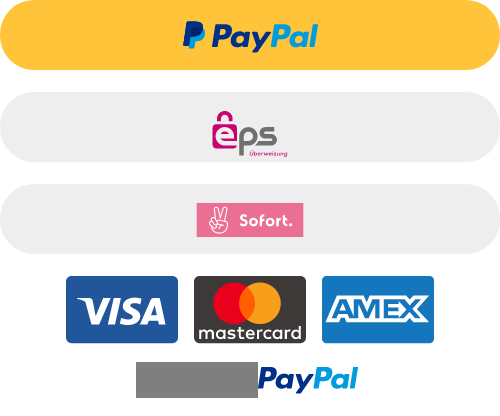 PayPal
eps
Überweisung
Sofort.
VISA
mastercard
AMEX
PayPal